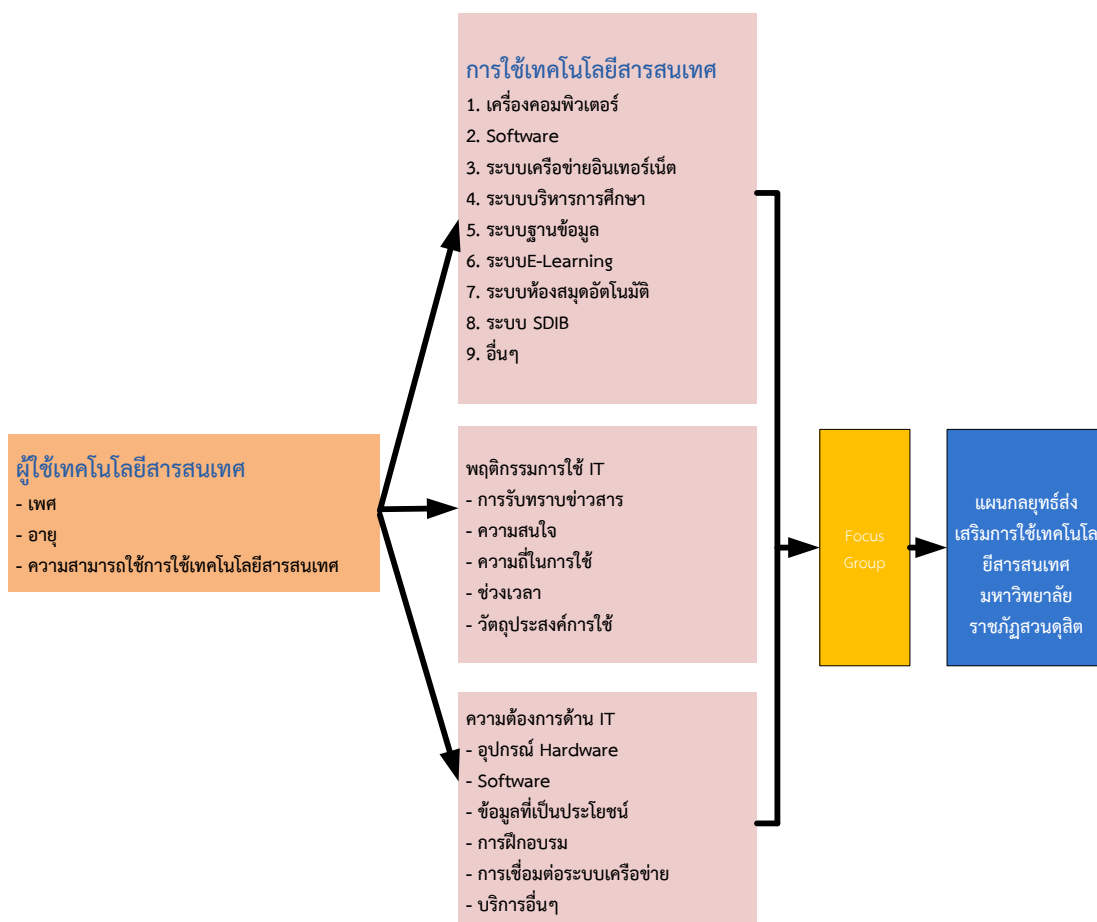 การใช้เทคโนโลยีสารสนเทศ
1. เครื่องคอมพิวเตอร์
2. Software
3. ระบบเครือข่ายอินเทอร์เน็ต
4. ระบบบริหารการศึกษา
5. ระบบฐานข้อมูล
6. ระบบE-Learning
7. ระบบห้องสมุดอัตโนมัติ
8. ระบบ SDIB
9. อื่นๆ
ผู้ใช้เทคโนโลยีสารสนเทศ
- เพศ
- อายุ
- ความสามารถใช้การใช้เทคโนโลยีสารสนเทศ
พฤติกรรมการใช้ IT
- การรับทราบข่าวสาร
- ความสนใจ
- ความถี่ในการใช้
- ช่วงเวลา
- วัตถุประสงค์การใช้
ความต้องการด้าน IT
- อุปกรณ์ Hardware
- Software
- ข้อมูลที่เป็นประโยชน์
- การฝึกอบรม
- การเชื่อมต่อระบบเครือข่าย
- บริการอื่นๆ
Focus
Group
แผนกลยุทธ์ส่ง
เสริมการใช้เทคโนโล
ยีสารสนเทศ
มหาวิทยาลัย
ราชภัฏสวนดุสิต